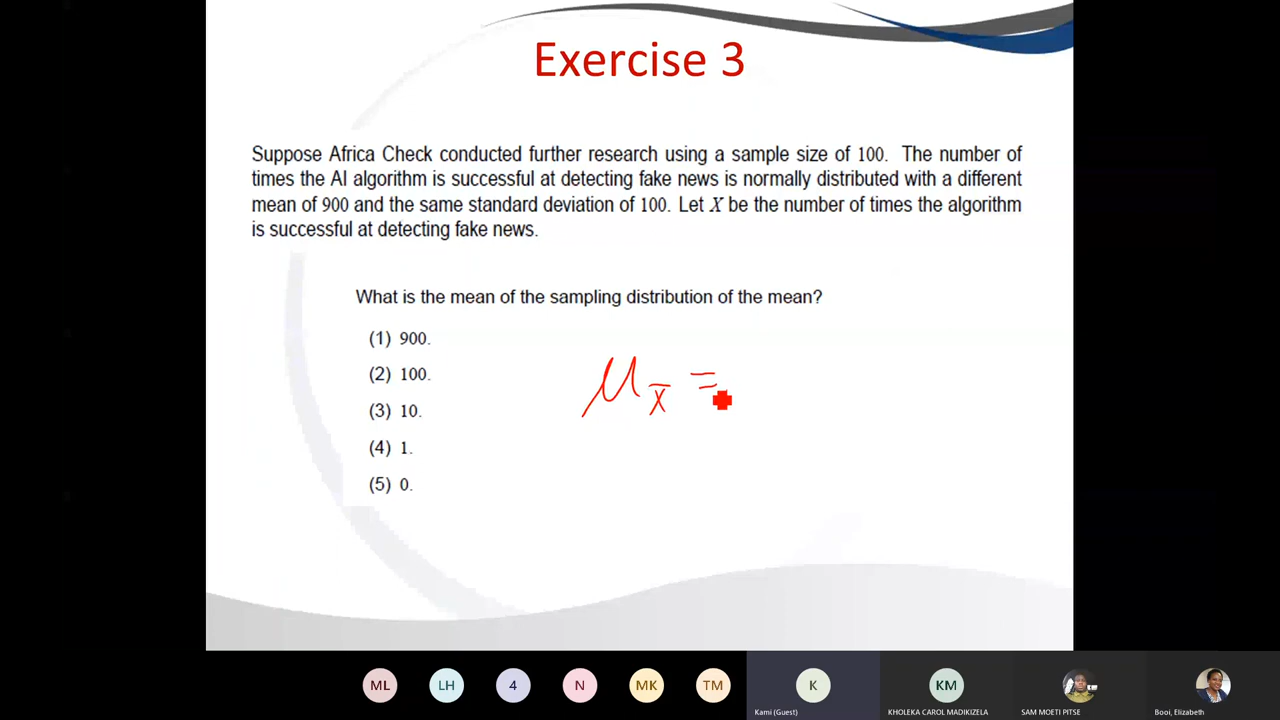 Exercise 3
Suppose Africa Check conducted further research using a sample size of 100. The number of
times the AI algorithm is successful at detecting fake news is normally distributed with a different
mean of 900 and the same standard deviation of 100. Let X be the number of times the algorithm
is successful at detecting fake news.
What is the mean of the sampling distribution of the mean?
(1) 900.
(2) 100.
(3) 10.
(4) 1.
(5) 0.
μ_x̄ =
ML LH 4 N MK TM K KM
Kami (Guest) KHOLEKA CAROL MADIKIZELA SAM MOETI PITSE Booi, Elizabeth